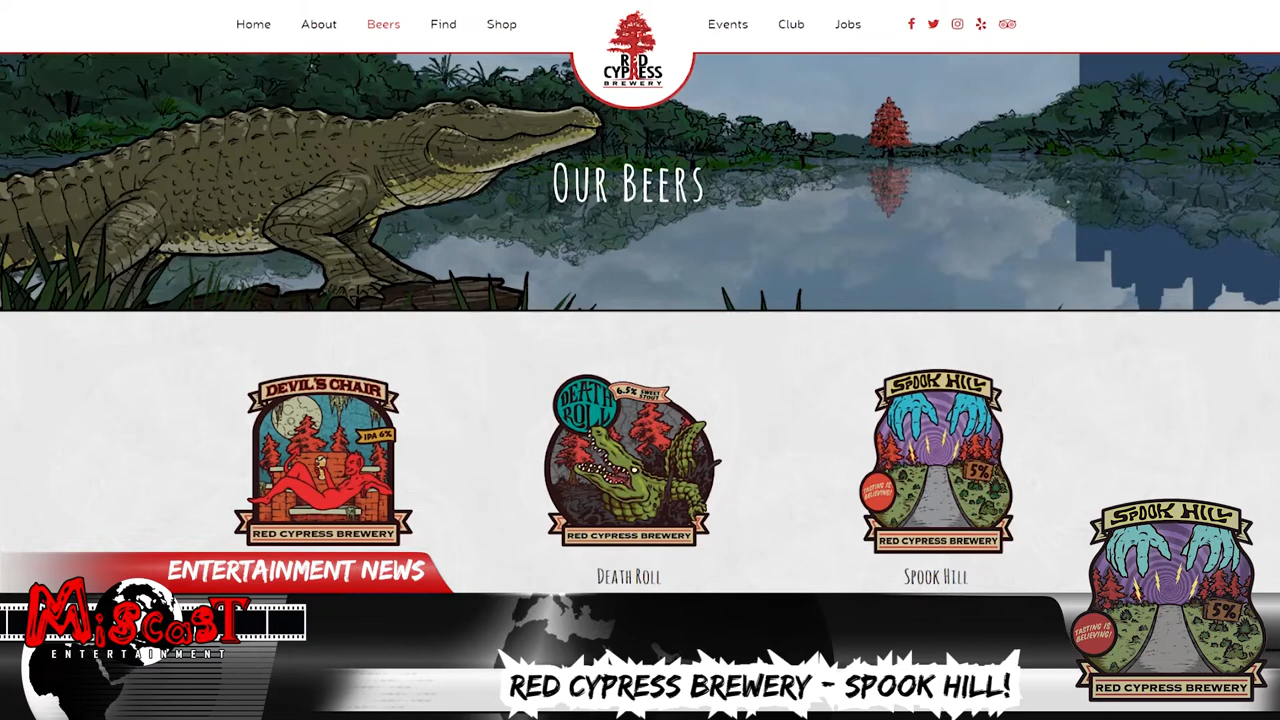 Home About Beers Find Shop Events Club Jobs
RED
CYPRESS
BREWERY
OUR BEERS
DEVIL'S CHAIR
IPA 6%
RED CYPRESS BREWERY
DEATH
ROLL
6.5% SWEET
STOUT
RED CYPRESS BREWERY
SPOOK HILL
5%
TASTING IS
BELIEVING!
RED CYPRESS BREWERY
DEATH ROLL
SPOOK HILL
ENTERTAINMENT NEWS
MiscasT
ENTERTAINMENT
SPOOK HILL
5%
TASTING IS
BELIEVING!
RED CYPRESS BREWERY
RED CYPRESS BREWERY - SPOOK HILL!